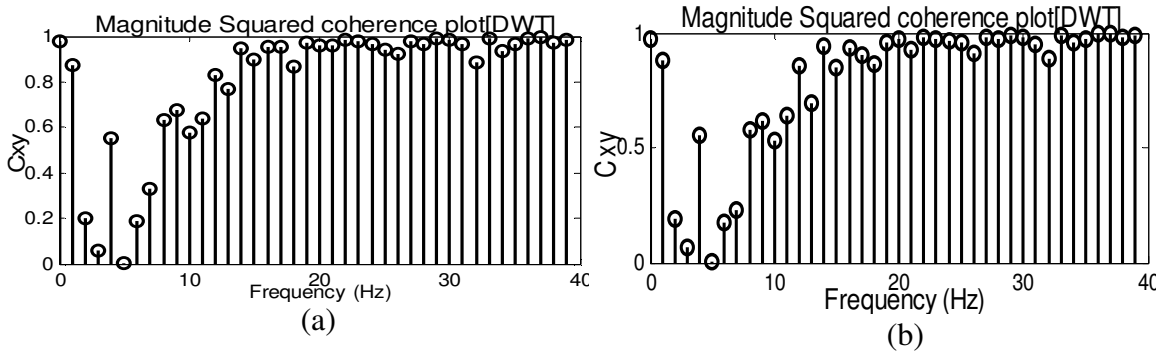 Magnitude Squared coherence plot[DWT]
1
0.8
0.6
0.4
0.2
0
Cxy
0 10 20 30 40
Frequency (Hz)
(a)
Magnitude Squared coherence plot[DWT]
1
0.5
0
Cxy
0 10 20 30 40
Frequency (Hz)
(b)